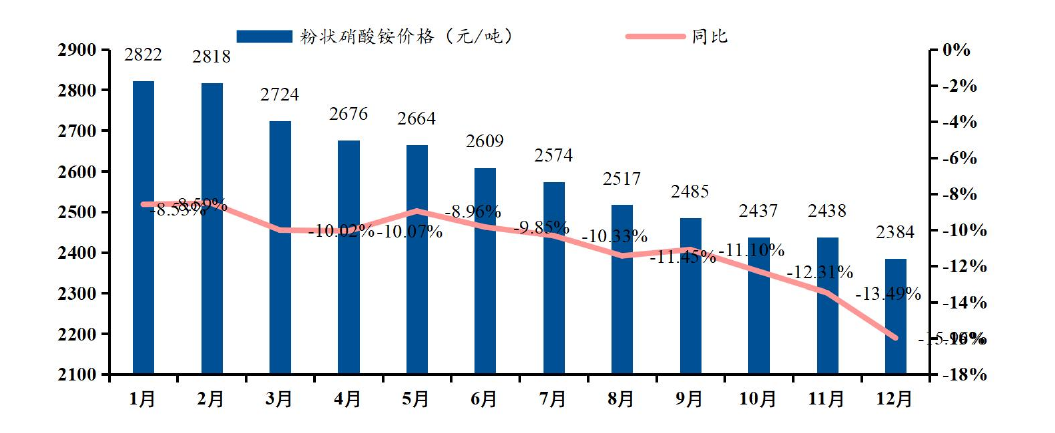 粉状硝酸铵价格（元/吨） 同比
2900 2822 2818 0%
2800 2724 -2%
2700 2676 2664 -4%
2600 2609 2574 -6%
2500 2517 2485 -8%
-8.59% -8.96% -9.85%
2400 -10.02% -10.07% -10.33% 2437 2438 2384 -10%
2300 -11.45% -11.10% -12.31% -12%
2200 -13.49% -14%
-16%
2100 -18%
1月 2月 3月 4月 5月 6月 7月 8月 9月 10月 11月 12月